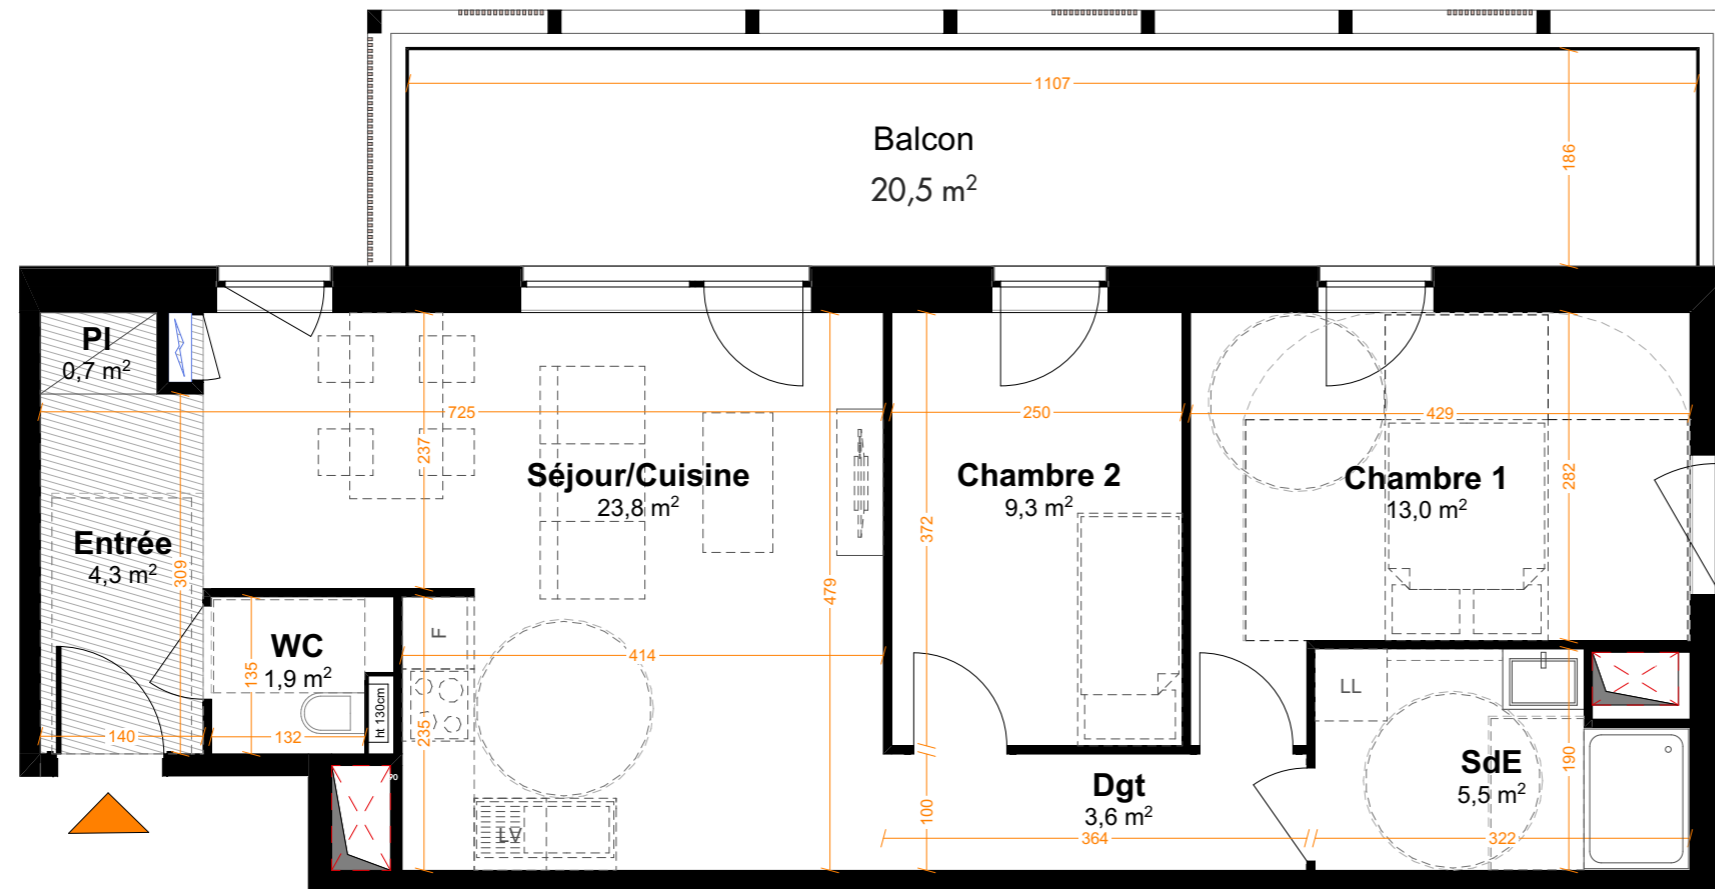 1107
186
Balcon
20,5 m²
Pl
0,7 m²
725
250
429
237
Séjour/Cuisine
23,8 m²
Chambre 2
9,3 m²
Chambre 1
13,0 m²
282
372
Entrée
4,3 m²
309
479
WC
1,9 m²
135
F
414
LL
ht 130cm
140
132
235
SdE
5,5 m²
190
Dgt
3,6 m²
100
LV
364
322